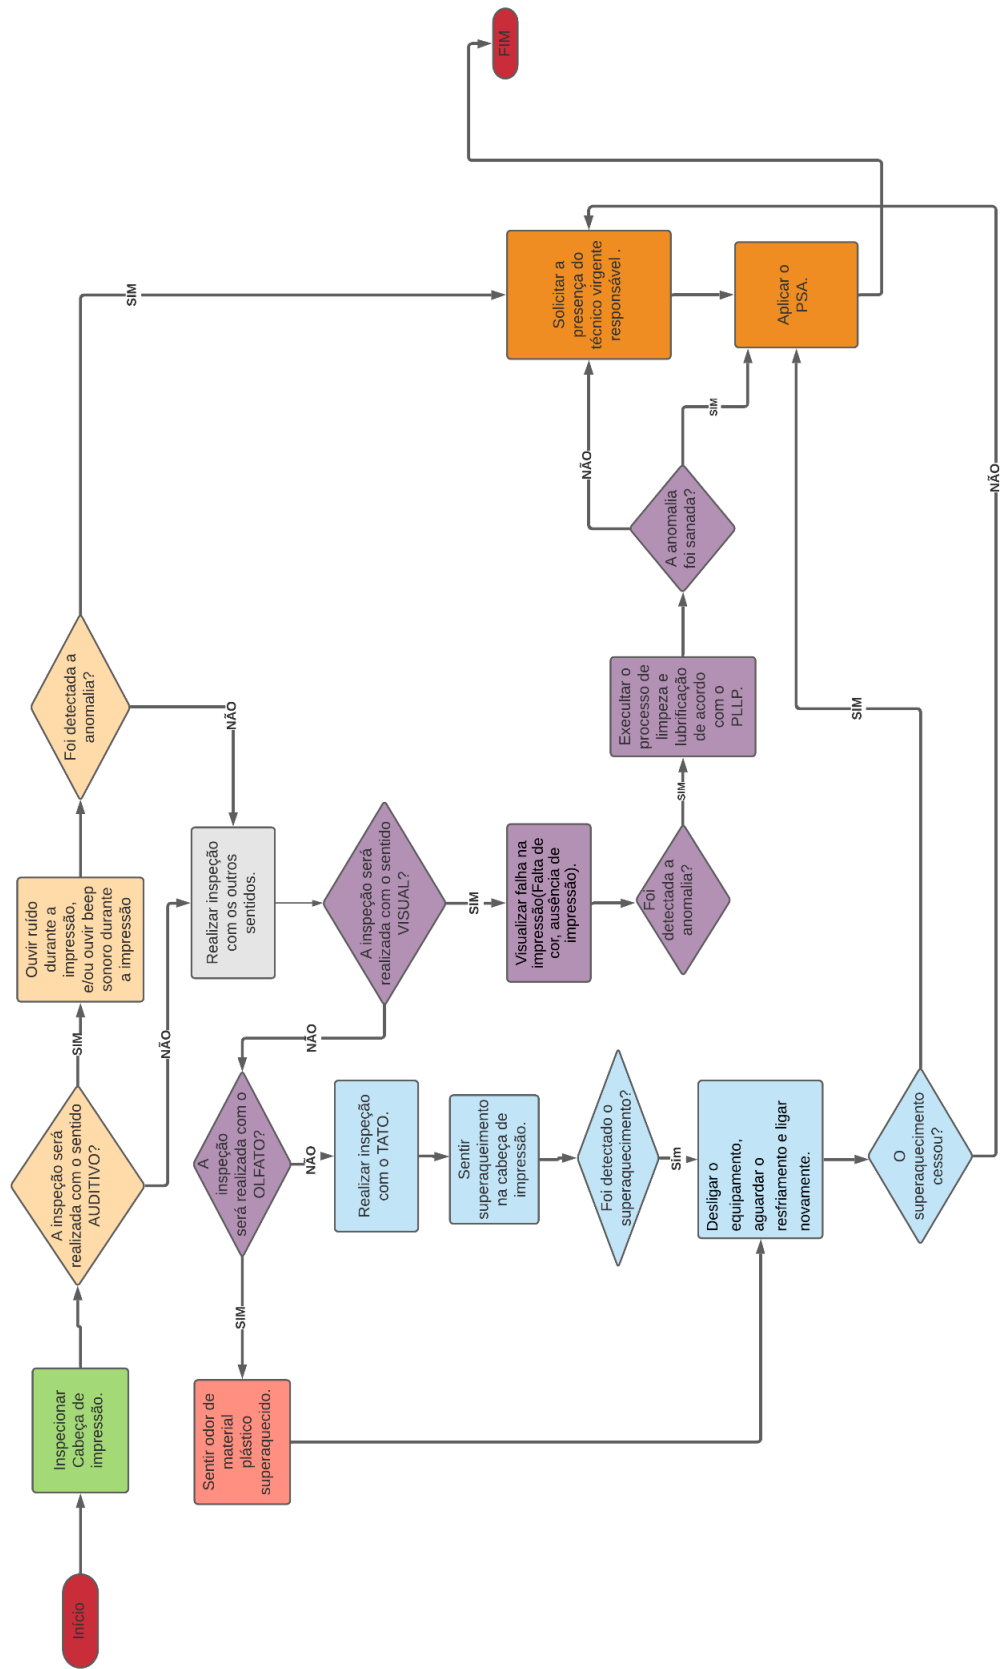 Início
Inspecionar
Cabeça de
impressão.
A inspeção será
realizada com o sentido
AUDITIVO?
SIM
NÃO
Ouvir ruído
durante a
impressão,
e/ou ouvir beep
sonoro durante
a impressão
Foi detectada a
anomalia?
SIM
NÃO
Realizar inspeção
com os outros
sentidos.
A inspeção será
realizada com o sentido
VISUAL?
NÃO
SIM
Visualizar falha na
impressão(Falta de
cor, ausência de
impressão).
Foi
detectada a
anomalia?
SIM
Execultar o
processo de
limpeza e
lubrificação
de acordo
com o
PLLP.
A anomalia
foi sanada?
NÃO
SIM
Solicitar a
presença do
técnico virgente
responsável .
Aplicar o
PSA.
FIM
A
inspeção
será realizada com o
OLFATO?
SIM
NÃO
Sentir odor de
material
plástico
superaquecido.
Realizar inspeção
com o TATO.
Sentir
superaqueimento
na cabeça de
impressão.
Foi detectado o
superaquecimento?
Sim
Desligar o
equipamento,
aguardar o
resfriamento e ligar
novamente.
O
superaquecimento
cessou?
SIM
NÃO